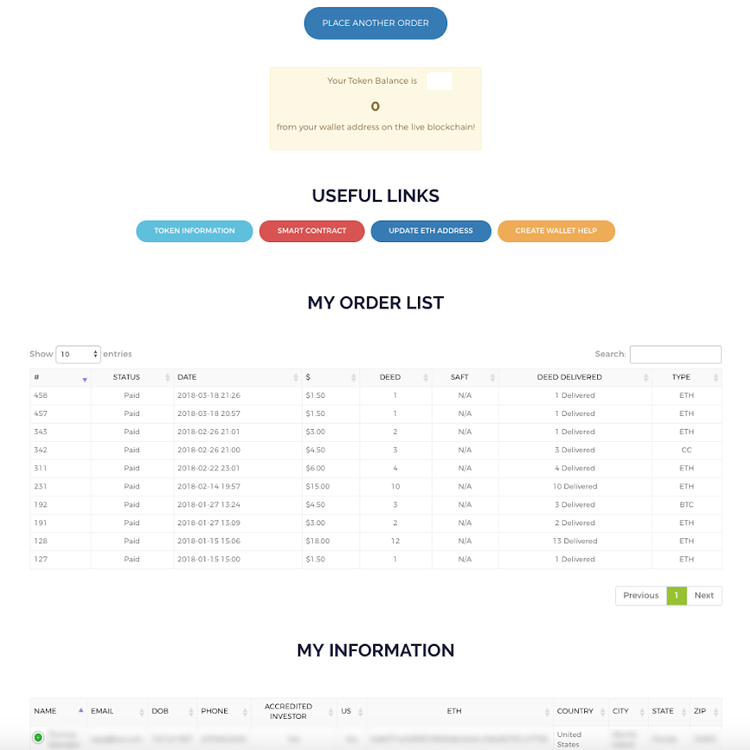 PLACE ANOTHER ORDER
Your Token Balance is
0
from your wallet address on the live blockchain!
USEFUL LINKS
TOKEN INFORMATION SMART CONTRACT UPDATE ETH ADDRESS CREATE WALLET HELP
MY ORDER LIST
Show 10 entries Search:
# STATUS DATE $ DEED SAFT DEED DELIVERED TYPE
458 Paid 2018-03-18 21:26 $1.50 1 N/A 1 Delivered ETH
457 Paid 2018-03-18 20:57 $1.50 1 N/A 1 Delivered ETH
343 Paid 2018-02-26 21:01 $3.00 2 N/A 1 Delivered ETH
342 Paid 2018-02-26 21:00 $4.50 3 N/A 3 Delivered CC
311 Paid 2018-02-22 23:01 $6.00 4 N/A 4 Delivered ETH
231 Paid 2018-02-14 19:57 $15.00 10 N/A 10 Delivered ETH
192 Paid 2018-01-27 13:24 $4.50 3 N/A 3 Delivered BTC
191 Paid 2018-01-27 13:09 $3.00 2 N/A 2 Delivered ETH
128 Paid 2018-01-15 15:06 $18.00 12 N/A 13 Delivered ETH
127 Paid 2018-01-15 15:00 $1.50 1 N/A 1 Delivered ETH
Previous 1 Next
MY INFORMATION
NAME EMAIL DOB PHONE ACCREDITED INVESTOR US ETH COUNTRY CITY STATE ZIP
United
States